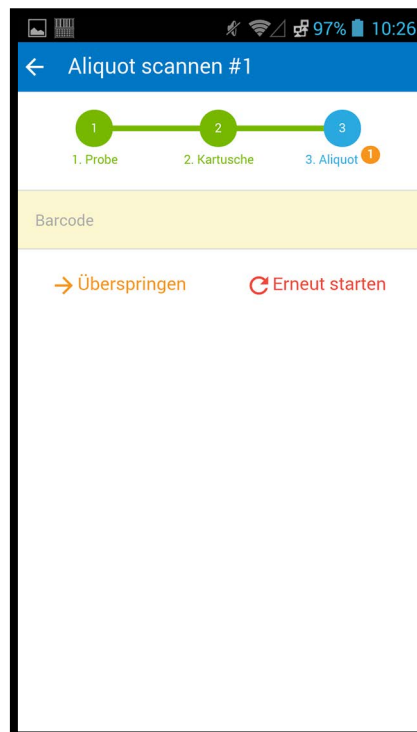 97% 10:26
Aliquot scannen #1
1 2 3
1. Probe 2. Kartusche 3. Aliquot 1
Barcode
Überspringen Erneut starten